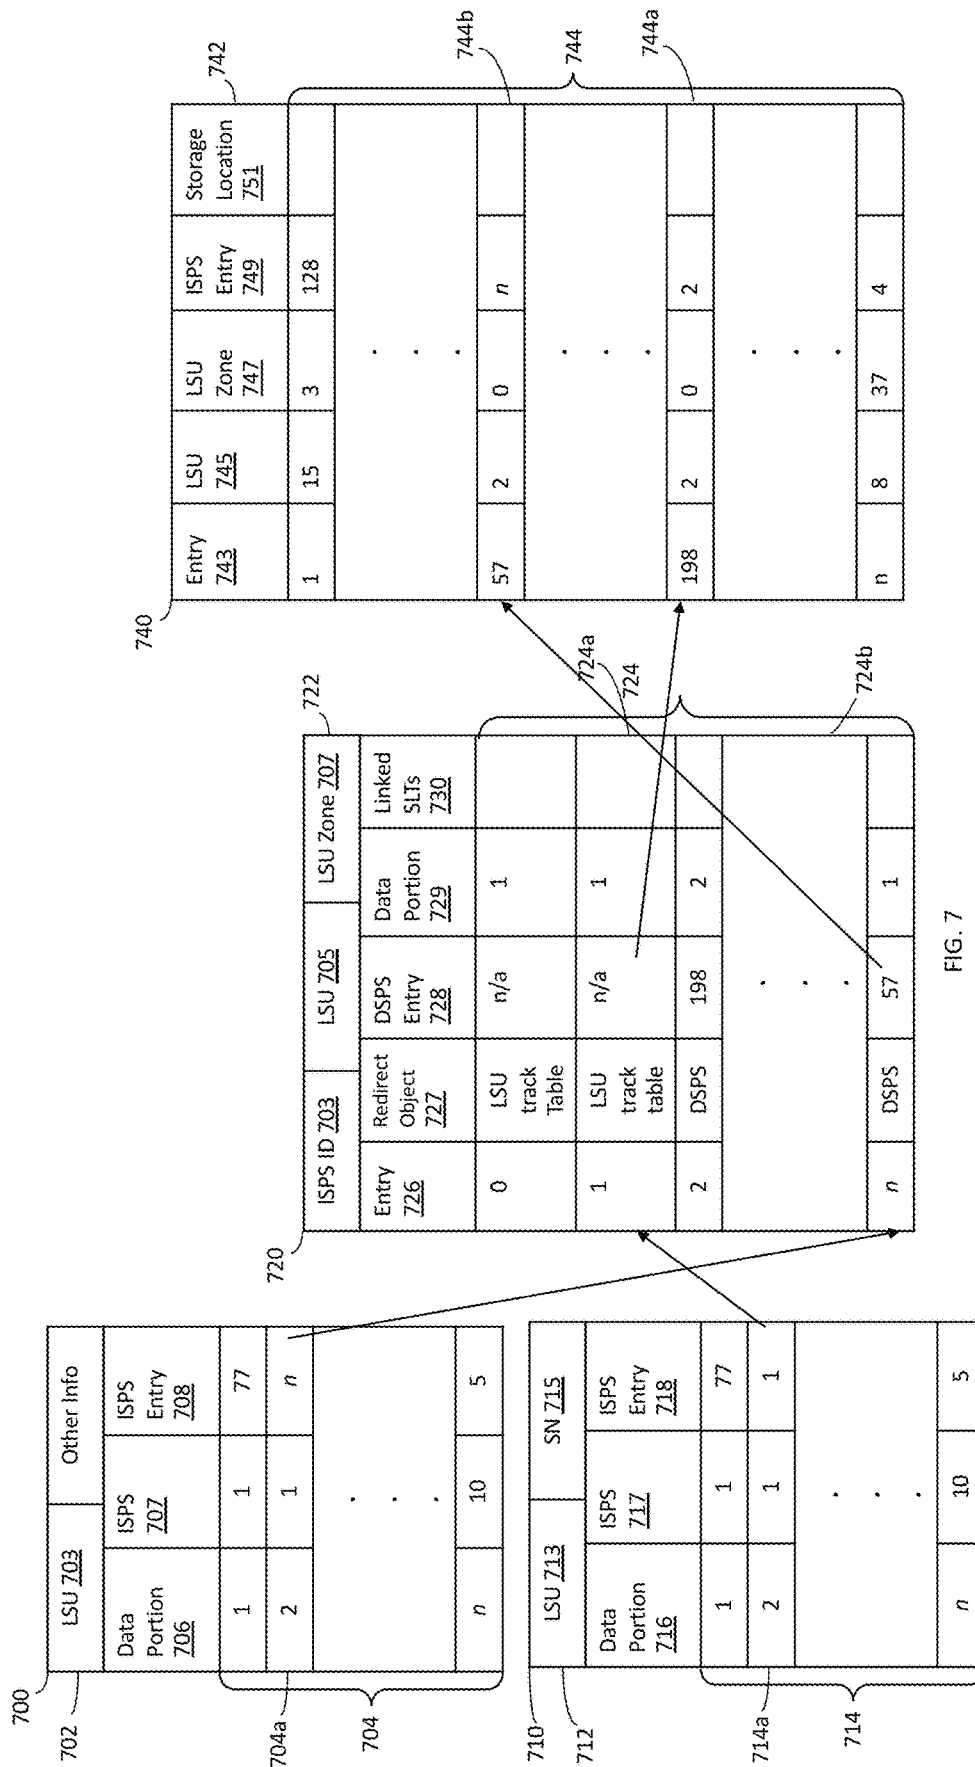 700
702
LSU 703 Other Info
Data Portion 706 ISPS 707 ISPS Entry 708
1 1 77
704a
2 1 n
. . .
n 10 5
704
710
712
LSU 713 SN 715
Data Portion 716 ISPS 717 ISPS Entry 718
1 1 77
714a
2 1 1
. . .
n 10 5
714
720
722
ISPS ID 703 LSU 705 LSU Zone 707
Entry 726 Redirect Object 727 DSPS Entry 728 Data Portion 729 Linked SLTs 730
0 LSU track Table n/a 1
1 LSU track table n/a 1
2 DSPS 198 2
. . .
n DSPS 57 1
724a
724
724b
740
742
Entry 743 LSU 745 LSU Zone 747 ISPS Entry 749 Storage Location 751
1 15 3 128
. . .
57 2 0 n
744b
. . .
744
198 2 0 2
744a
. . .
n 8 37 4
FIG. 7